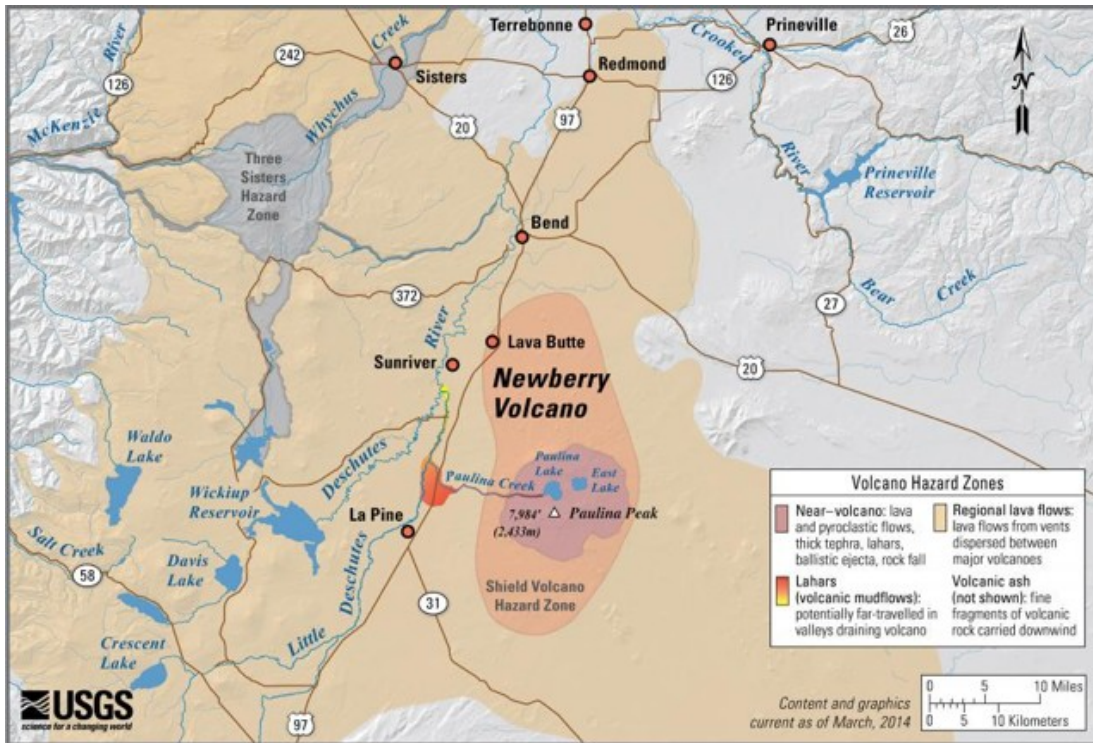 Terrebonne
Prineville
Crooked
26
River
242
Creek
Sisters
Redmond
126
126
N
McKenzie
Whychus
20
97
Three
Sisters
Hazard
Zone
River
Prineville
Reservoir
Bend
372
27
Bear
Creek
River
Lava Butte
Sunriver
20
Newberry
Volcano
Waldo
Lake
Deschutes
Wickiup
Reservoir
Paulina Creek
Paulina
Lake
East
Lake
7,984'
(2,433m)
Paulina Peak
La Pine
Salt Creek
58
Davis
Lake
Deschutes
Shield Volcano
Hazard Zone
31
Little
Crescent
Lake
97
Volcano Hazard Zones
Near–volcano: lava
and pyroclastic flows,
thick tephra, lahars,
ballistic ejecta, rock fall
Lahars
(volcanic mudflows):
potentially far-travelled in
valleys draining volcano
Regional lava flows:
lava flows from vents
dispersed between
major volcanoes
Volcanic ash
(not shown): fine
fragments of volcanic
rock carried downwind
USGS
science for a changing world
Content and graphics
current as of March, 2014
0 5 10 Miles
0 5 10 Kilometers